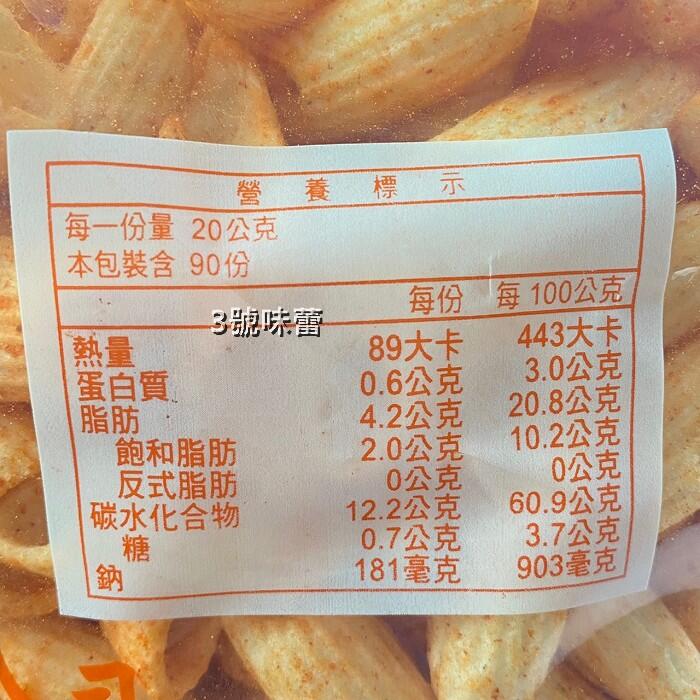 營養標示
每一份量 20公克
本包裝含 90份
每份 每100公克
3號味蕾
熱量 89大卡 443大卡
蛋白質 0.6公克 3.0公克
脂肪 4.2公克 20.8公克
飽和脂肪 2.0公克 10.2公克
反式脂肪 0公克 0公克
碳水化合物 12.2公克 60.9公克
糖 0.7公克 3.7公克
鈉 181毫克 903毫克